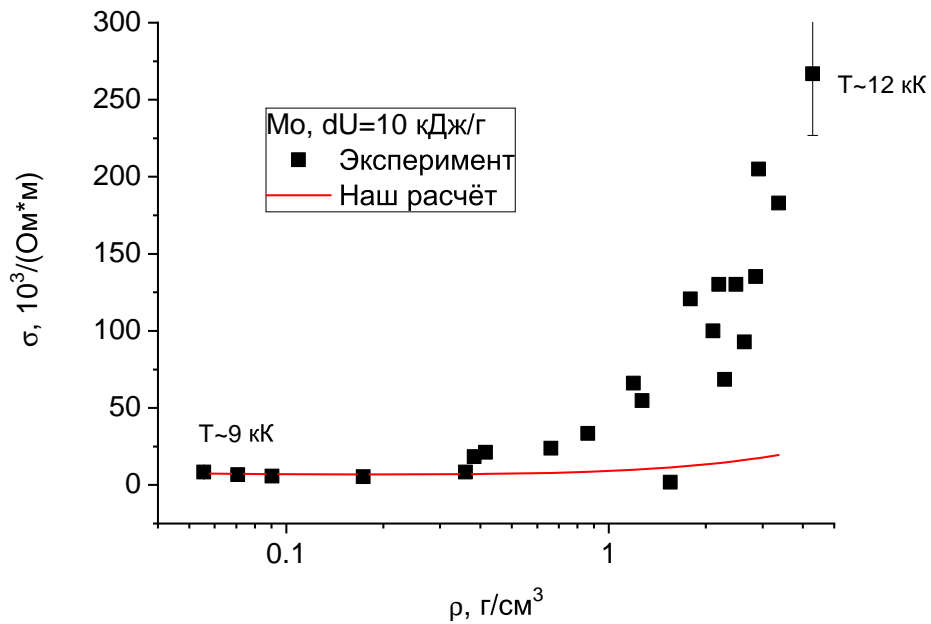 300
250
200
150
100
50
0
σ, 10³/(Ом*м)
Mo, dU=10 кДж/г
Эксперимент
Наш расчёт
T~12 кК
T~9 кК
0.1
1
ρ, г/см³